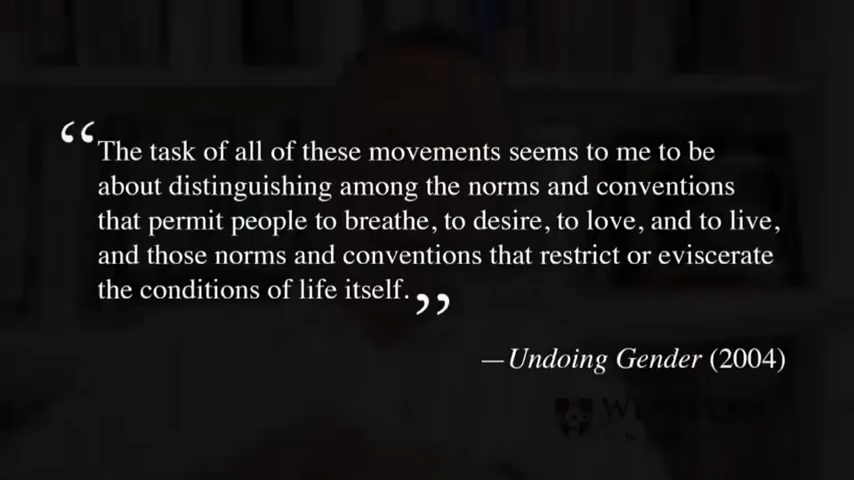 “The task of all of these movements seems to me to be
about distinguishing among the norms and conventions
that permit people to breathe, to desire, to love, and to live,
and those norms and conventions that restrict or eviscerate
the conditions of life itself.”
—Undoing Gender (2004)